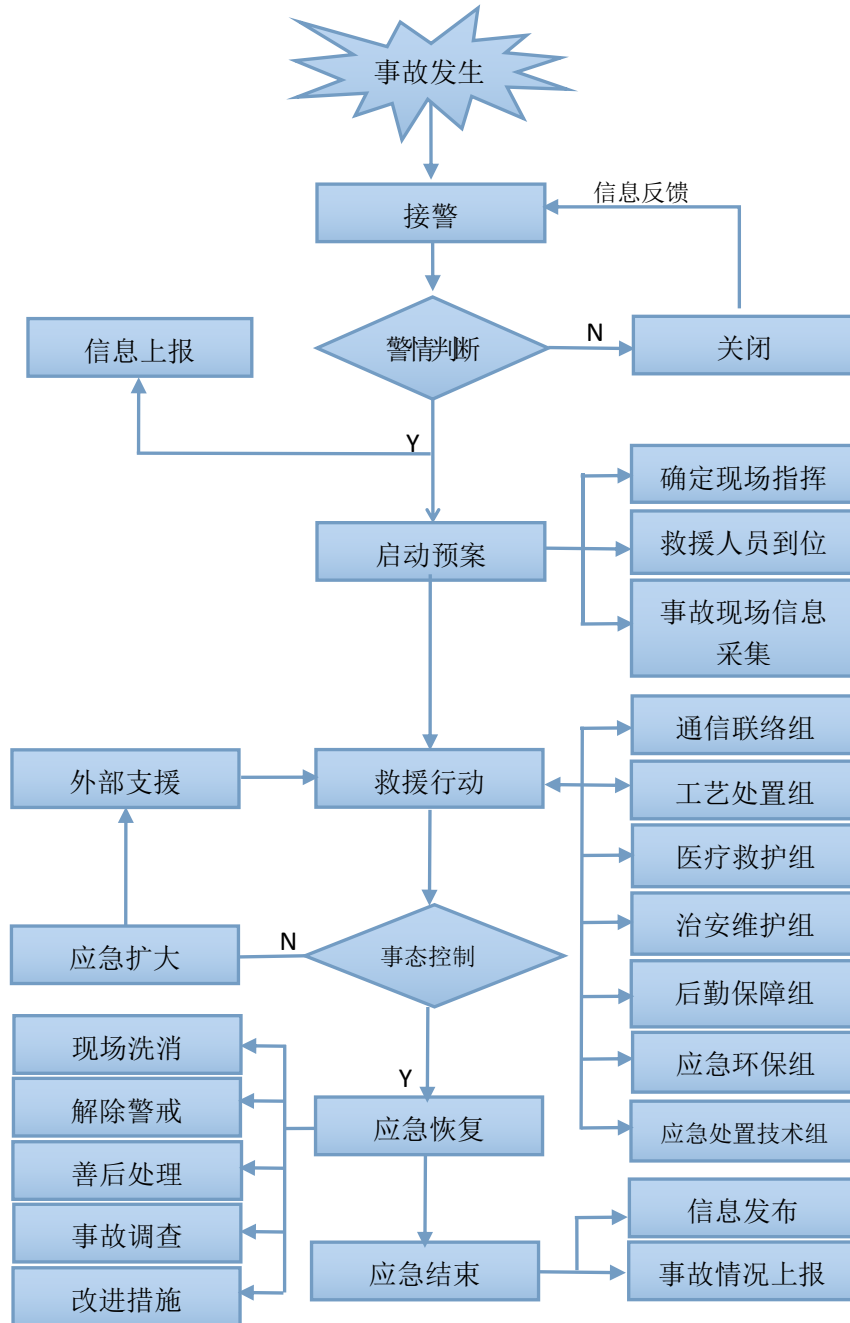 事故发生
信息反馈
接警
警情判断
N
关闭
信息上报
Y
确定现场指挥
启动预案
救援人员到位
事故现场信息
采集
通信联络组
外部支援
救援行动
工艺处置组
医疗救护组
治安维护组
应急扩大
N
事态控制
后勤保障组
现场洗消
应急环保组
Y
解除警戒
应急恢复
应急处置技术组
善后处理
信息发布
事故调查
应急结束
事故情况上报
改进措施